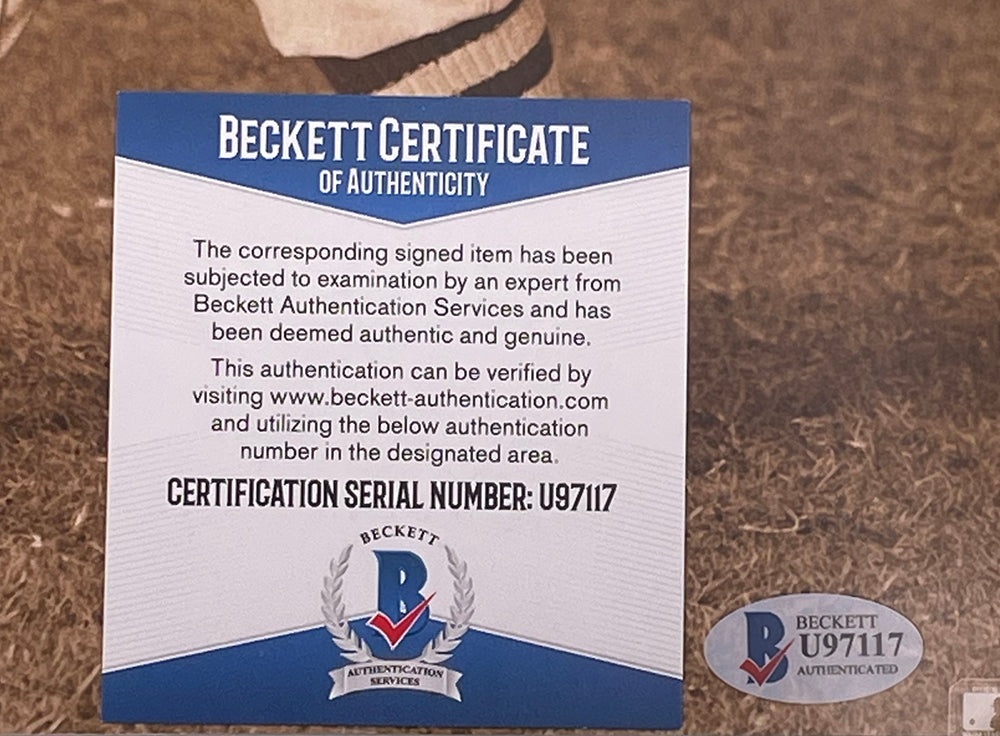 BECKETT CERTIFICATE
OF AUTHENTICITY
The corresponding signed item has been
subjected to examination by an expert from
Beckett Authentication Services and has
been deemed authentic and genuine.
This authentication can be verified by
visiting www.beckett-authentication.com
and utilizing the below authentication
number in the designated area.
CERTIFICATION SERIAL NUMBER: U97117
BECKETT
B
AUTHENTICATION
SERVICES
B
BECKETT
U97117
AUTHENTICATED